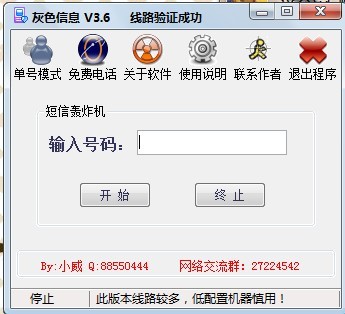 灰色信息 V3.6 线路验证成功
单号模式 免费电话 关于软件 使用说明 联系作者 退出程序
短信轰炸机
输入号码：
开 始 终 止
By:小威 Q:88550444 网络交流群：27224542
停止 此版本线路较多，低配置机器慎用！